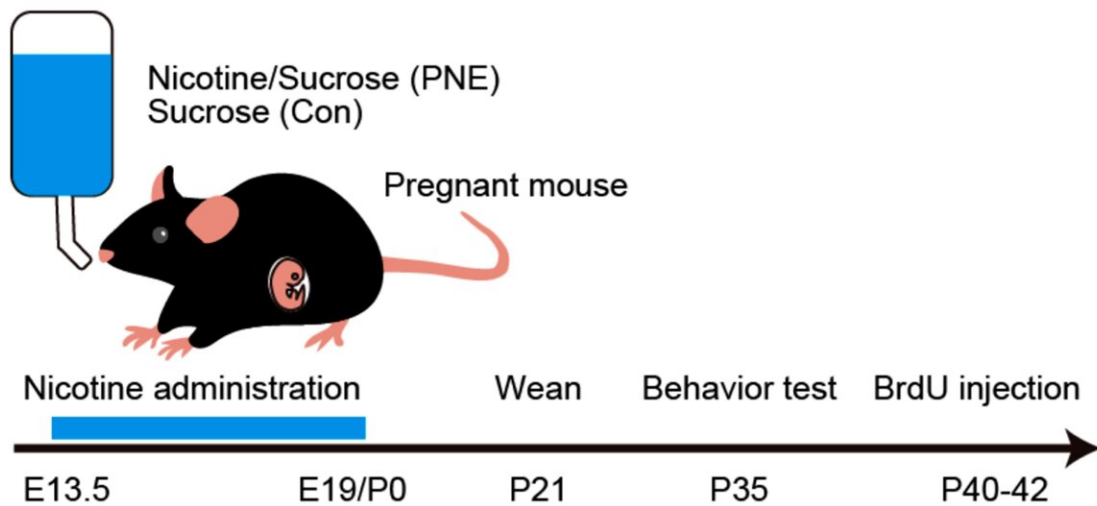 Nicotine/Sucrose (PNE)
Sucrose (Con)
Pregnant mouse
Nicotine administration Wean Behavior test BrdU injection
E13.5 E19/P0 P21 P35 P40-42